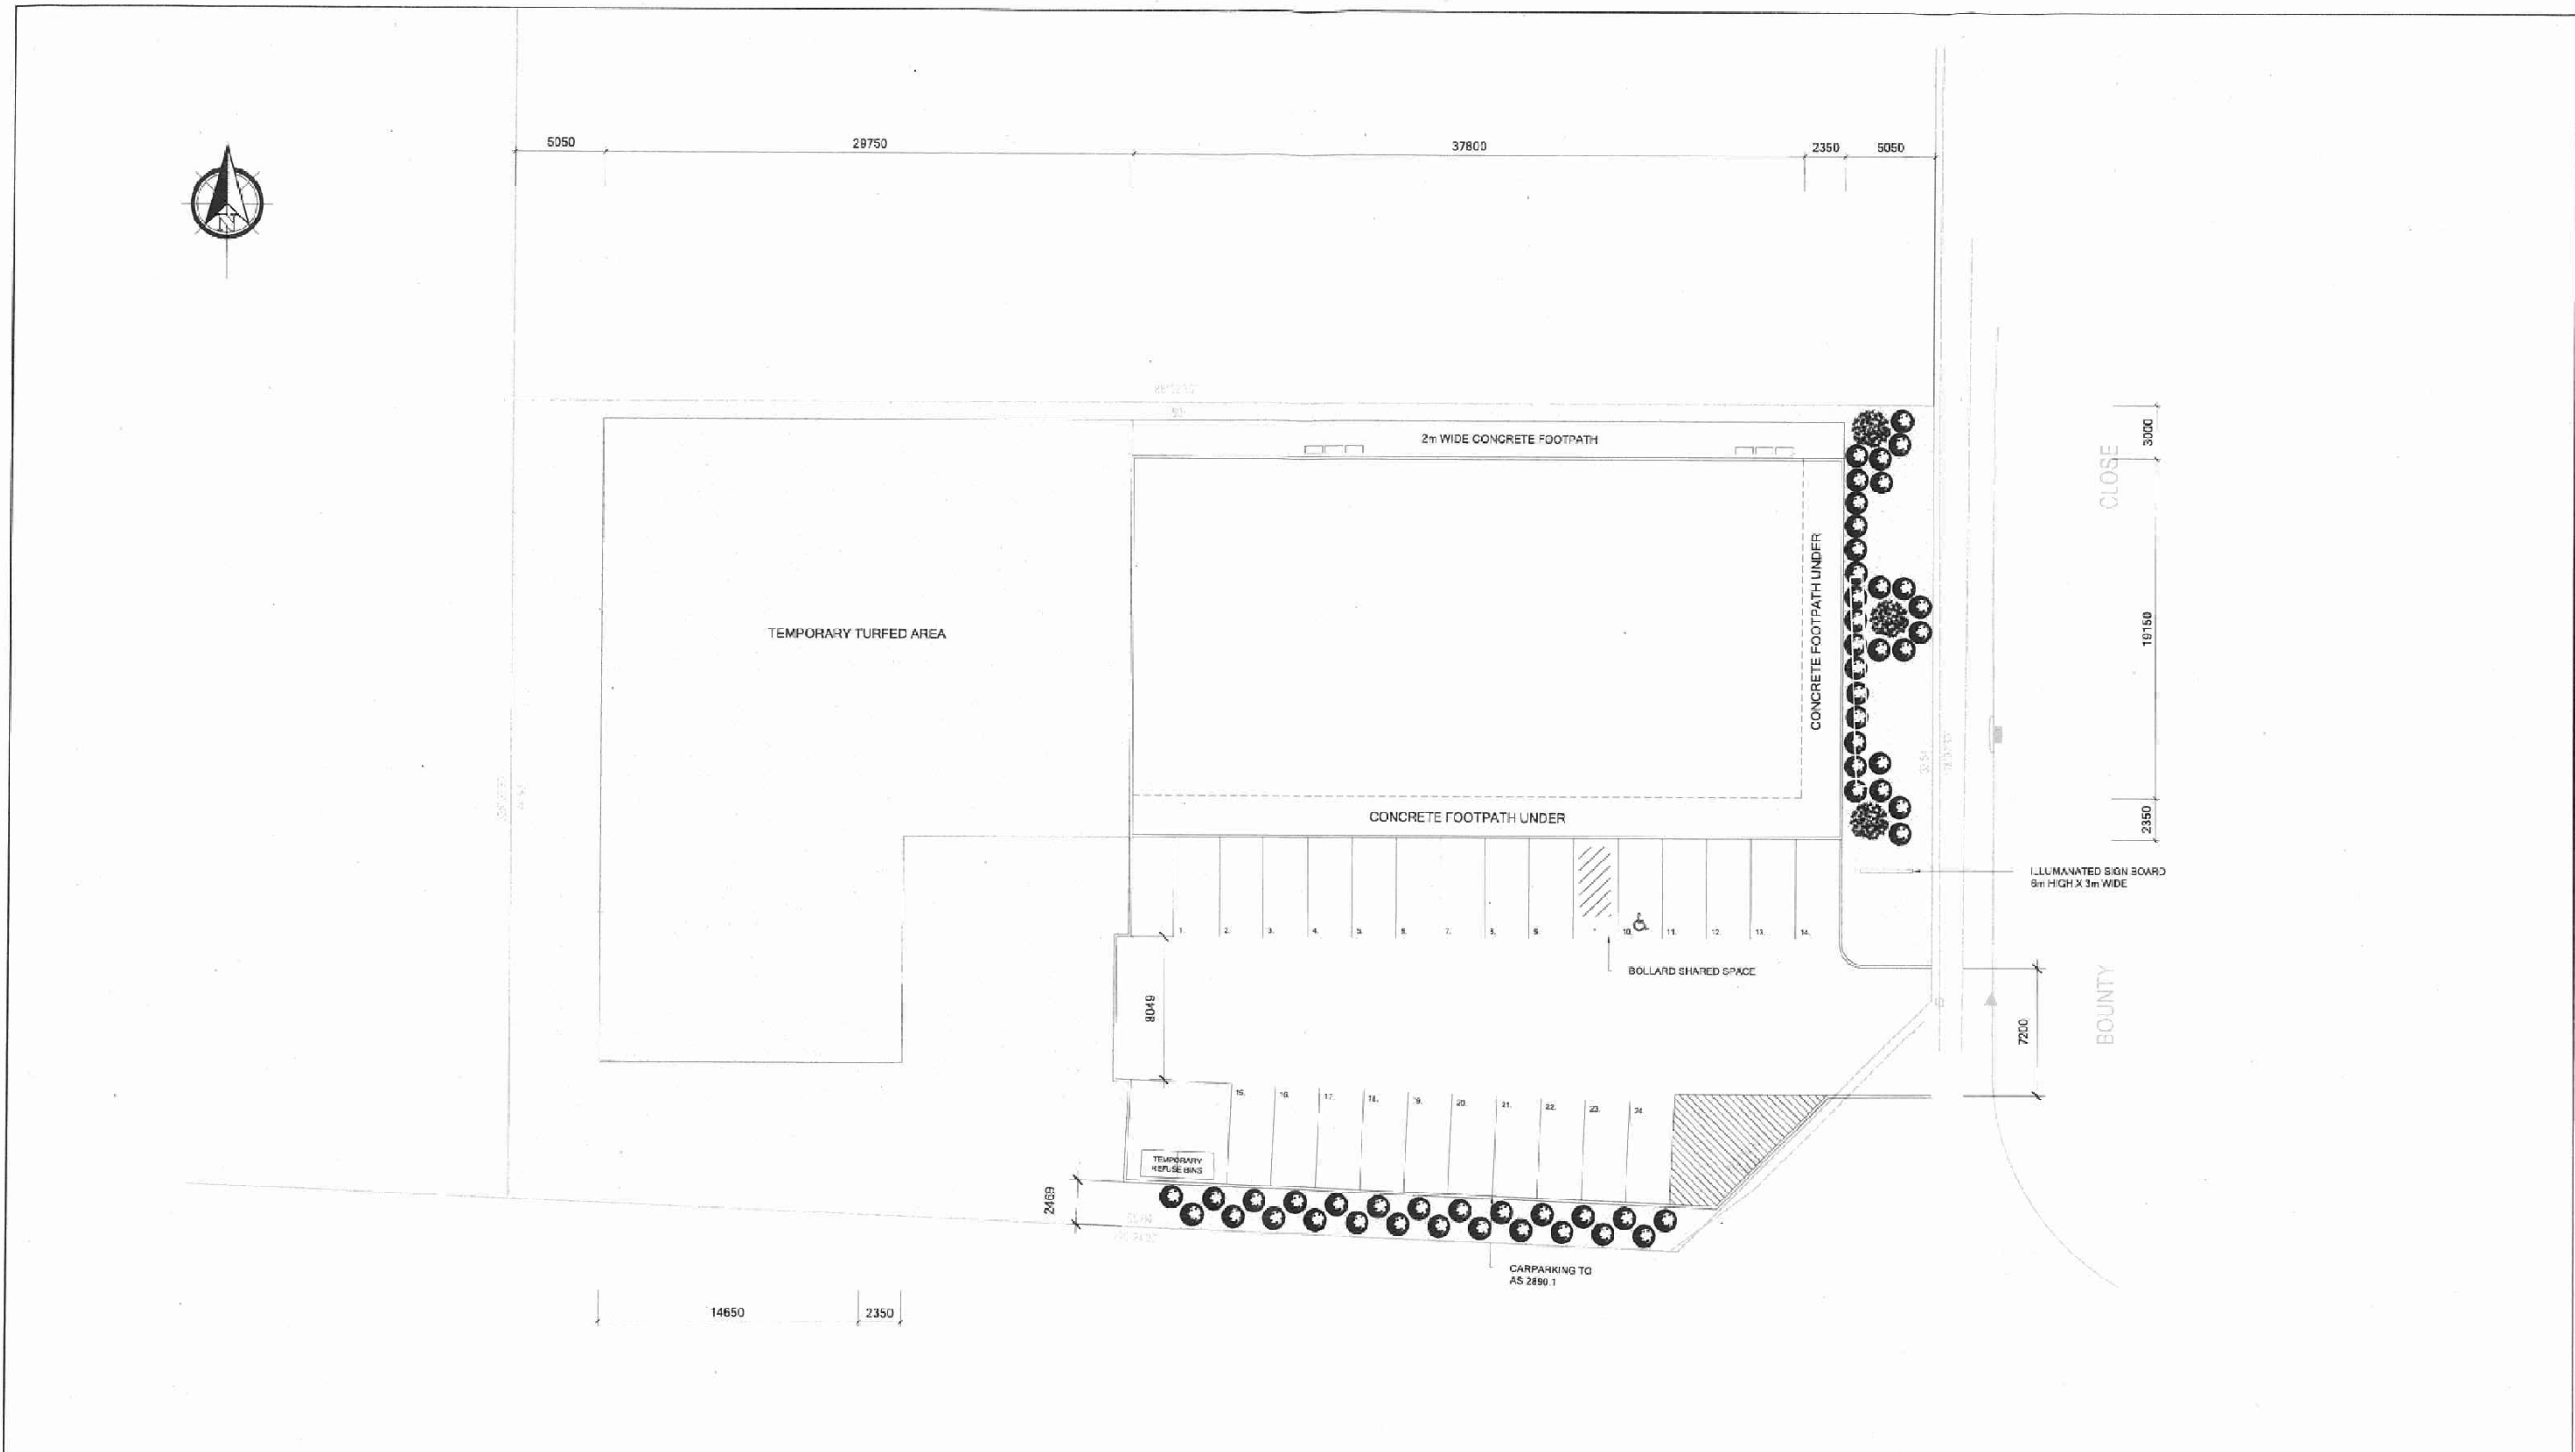 5050
29750
37800
2350
5050
N
2m WIDE CONCRETE FOOTPATH
3000
CLOSE
CONCRETE FOOTPATH UNDER
TEMPORARY TURFED AREA
19150
CONCRETE FOOTPATH UNDER
2350
ILLUMANATED SIGN BOARD
6m HIGH X 3m WIDE
1.
2.
3.
4.
5.
6.
7.
8.
9.
10.
11.
12.
13.
14.
BOLLARD SHARED SPACE
8049
BOUNTY
7200
15.
16.
17.
18.
19.
20.
21.
22.
23.
24
TEMPORARY
REFUSE BINS
2469
CARPARKING TO
AS 2890.1
14650
2350